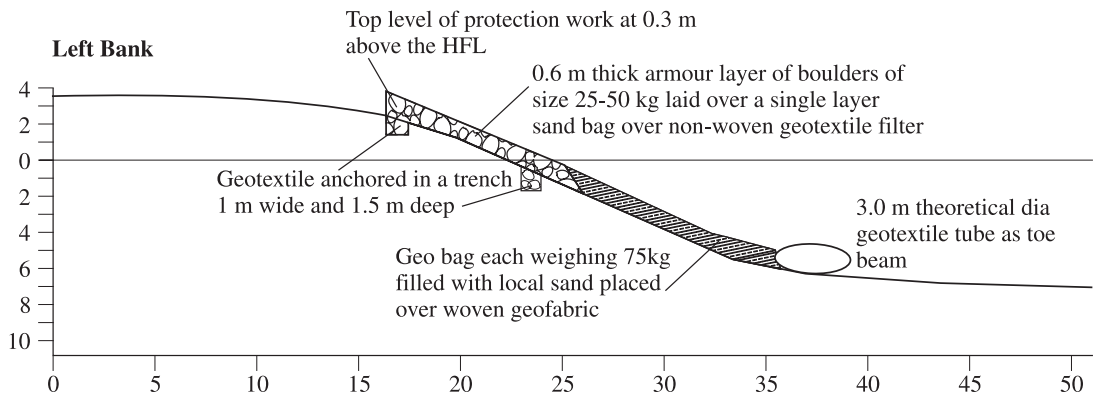 Top level of protection work at 0.3 m
above the HFL
Left Bank
0.6 m thick armour layer of boulders of
size 25-50 kg laid over a single layer
sand bag over non-woven geotextile filter
Geotextile anchored in a trench
1 m wide and 1.5 m deep
3.0 m theoretical dia
geotextile tube as toe
beam
Geo bag each weighing 75kg
filled with local sand placed
over woven geofabric
4
2
0
2
4
6
8
10
0 5 10 15 20 25 30 35 40 45 50